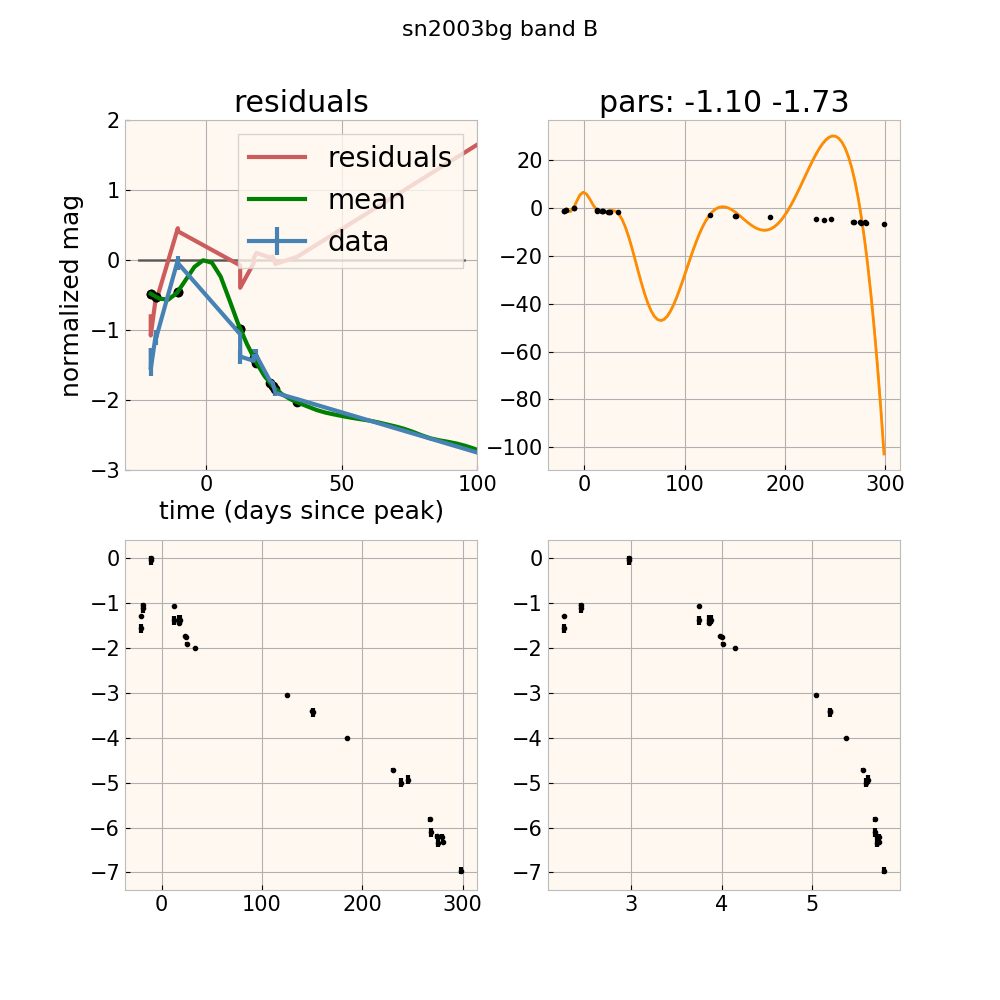 sn2003bg band B
residuals
pars: -1.10 -1.73
residuals
mean
data
normalized mag
2
1
0
−1
−2
−3
0 50 100
time (days since peak)
20
0
−20
−40
−60
−80
−100
0 100 200 300
0
−1
−2
−3
−4
−5
−6
−7
0 100 200 300
0
−1
−2
−3
−4
−5
−6
−7
3 4 5